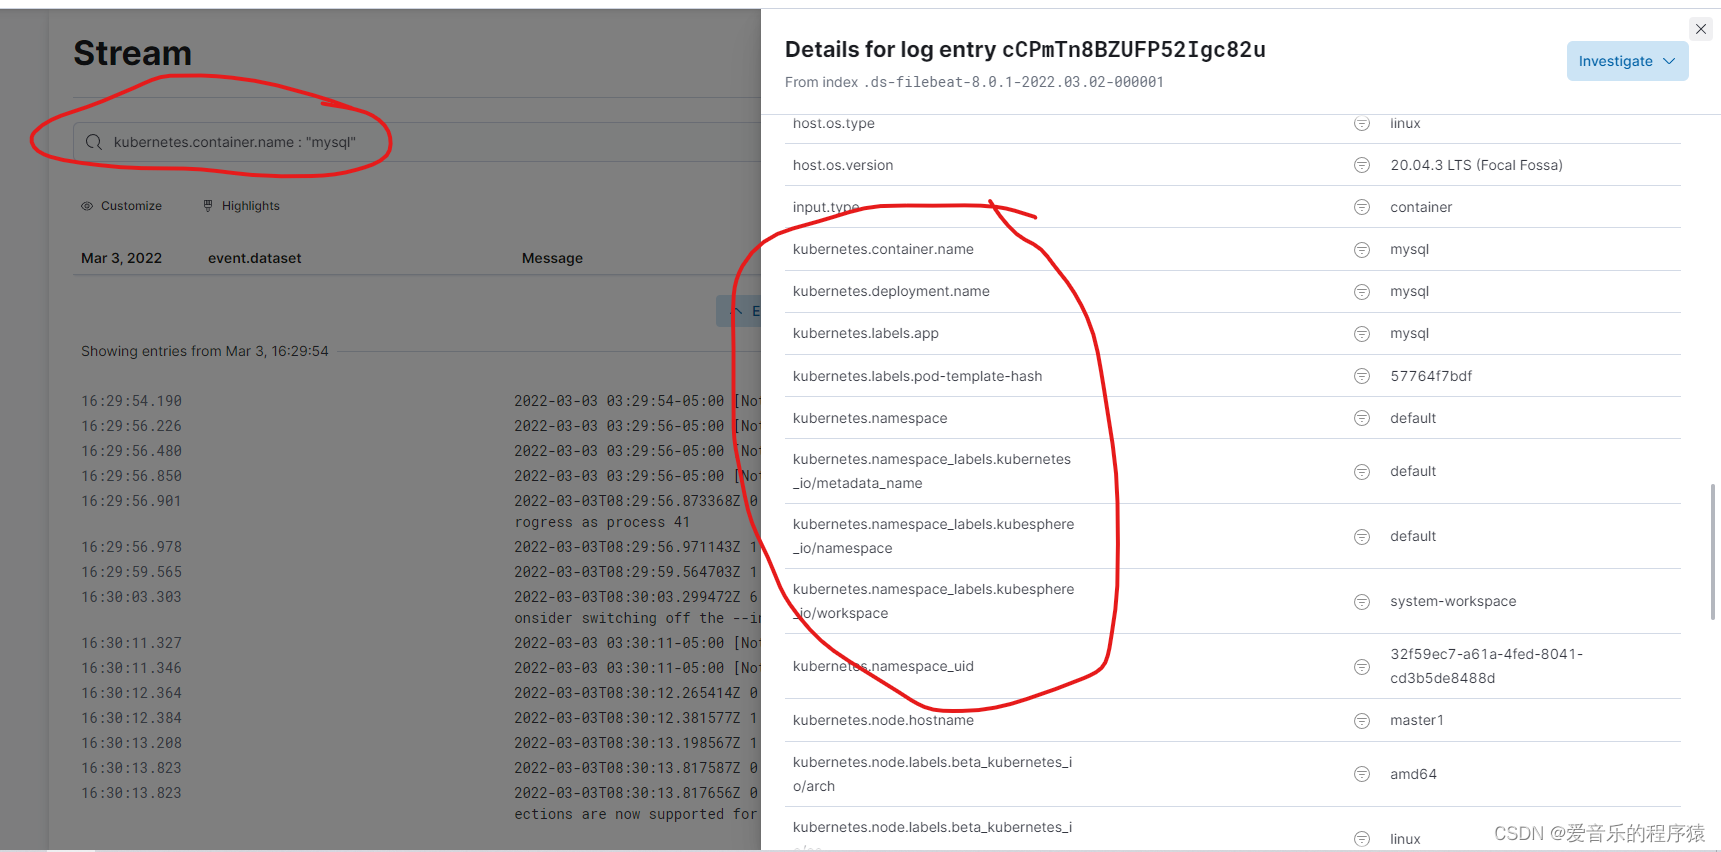 Stream
kubernetes.container.name : "mysql"
Customize
Highlights
Mar 3, 2022 event.dataset Message
E
Showing entries from Mar 3, 16:29:54
16:29:54.190 2022-03-03 03:29:54-05:00 [Not
16:29:56.226 2022-03-03 03:29:56-05:00 [Not
16:29:56.480 2022-03-03 03:29:56-05:00 [Not
16:29:56.850 2022-03-03 03:29:56-05:00 [Not
16:29:56.901 2022-03-03T08:29:56.873368Z 0
rogress as process 41
16:29:56.978 2022-03-03T08:29:56.971143Z 1
16:29:59.565 2022-03-03T08:29:59.564703Z 1
16:30:03.303 2022-03-03T08:30:03.299472Z 6
onsider switching off the --in
16:30:11.327 2022-03-03 03:30:11-05:00 [Not
16:30:11.346 2022-03-03 03:30:11-05:00 [Not
16:30:12.364 2022-03-03T08:30:12.265414Z 0
16:30:12.384 2022-03-03T08:30:12.381577Z 1
16:30:13.208 2022-03-03T08:30:13.198567Z 1
16:30:13.823 2022-03-03T08:30:13.817587Z 0
16:30:13.823 2022-03-03T08:30:13.817656Z 0
ections are now supported for
Details for log entry cCPmTn8BZUFP52Igc82u
From index .ds-filebeat-8.0.1-2022.03.02-000001
Investigate
host.os.type linux
host.os.version 20.04.3 LTS (Focal Fossa)
input.type container
kubernetes.container.name mysql
kubernetes.deployment.name mysql
kubernetes.labels.app mysql
kubernetes.labels.pod-template-hash 57764f7bdf
kubernetes.namespace default
kubernetes.namespace_labels.kubernetes
_io/metadata_name default
kubernetes.namespace_labels.kubesphere
_io/namespace default
kubernetes.namespace_labels.kubesphere
_io/workspace system-workspace
kubernetes.namespace_uid 32f59ec7-a61a-4fed-8041-
cd3b5de8488d
kubernetes.node.hostname master1
kubernetes.node.labels.beta_kubernetes_i
o/arch amd64
kubernetes.node.labels.beta_kubernetes_i
linux
CSDN @爱音乐的程序猿